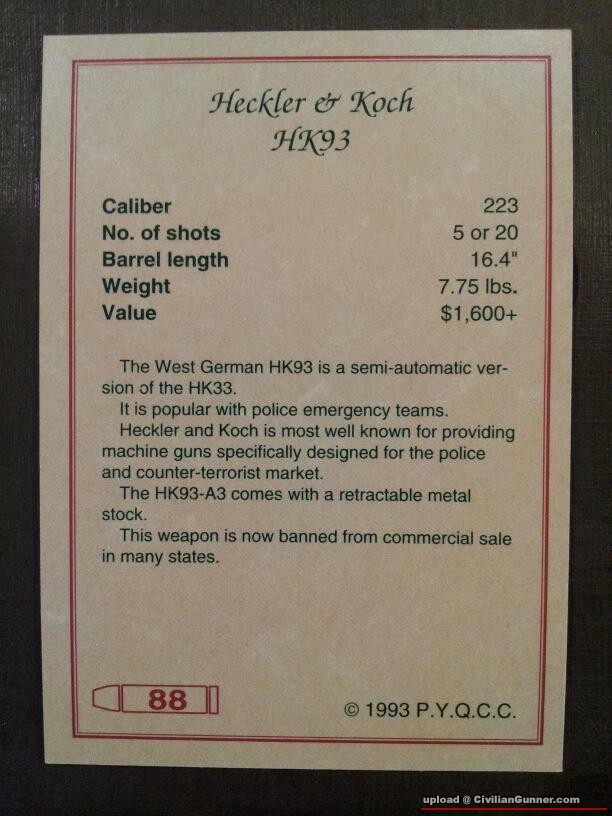 Heckler & Koch
HK93
Caliber 223
No. of shots 5 or 20
Barrel length 16.4"
Weight 7.75 lbs.
Value $1,600+
The West German HK93 is a semi-automatic ver-
sion of the HK33.
It is popular with police emergency teams.
Heckler and Koch is most well known for providing
machine guns specifically designed for the police
and counter-terrorist market.
The HK93-A3 comes with a retractable metal
stock.
This weapon is now banned from commercial sale
in many states.
88 © 1993 P.Y.Q.C.C.
upload @ CivilianGunner.com